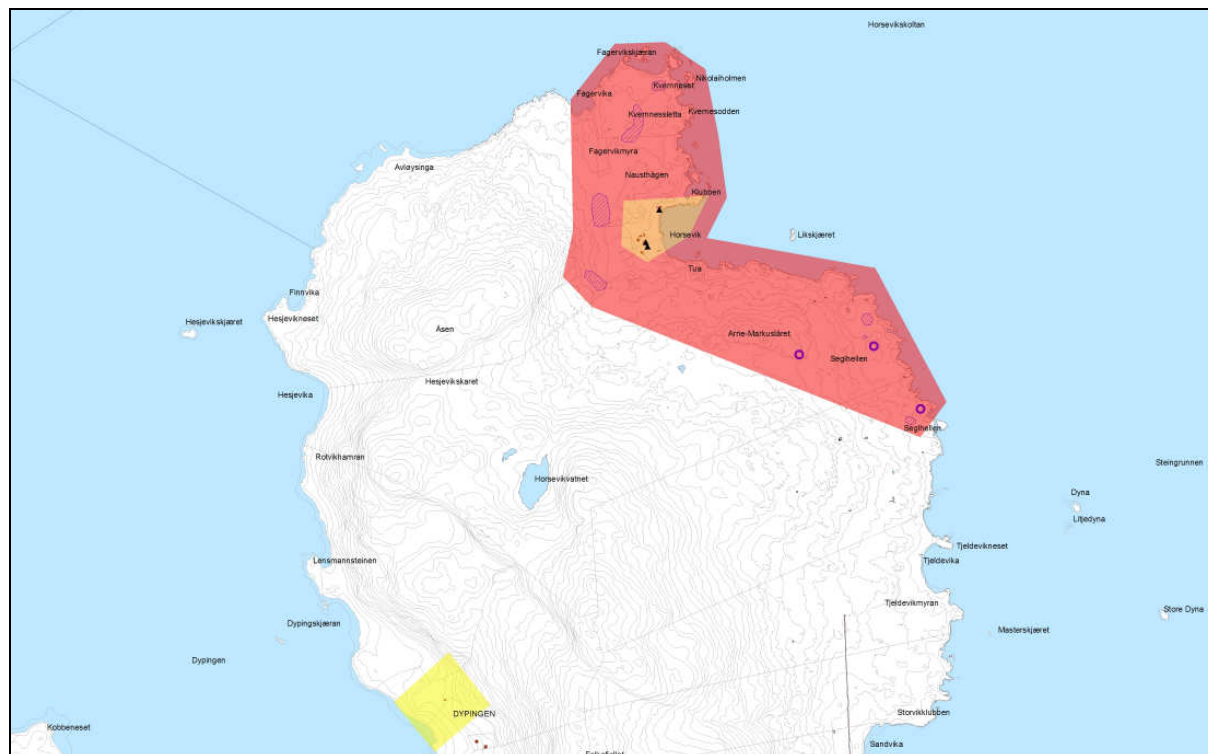 Horsevikskoltan
Fagervikskjæran
Nikolaiholmen
Kvernneset
Fagervika
Kvernnessletta
Kvernesodden
Fagervikmyra
Avløysinga
Nausthågen
Klubben
Horsevik
Likskjæret
Tua
Finnvika
Hesjevikneset
Hesjevikskjæret
Åsen
Arne-Markuslåret
Seglhellen
Hesjevikskaret
Hesjevika
Seglhellen
Rotvikhamran
Steingrunnen
Horsevikvatnet
Dyna
Litjedyna
Tjeldevikneset
Lensmannsteinen
Tjeldevika
Tjeldevikmyran
Store Dyna
Dypingskjæran
Masterskjæret
Dypingen
DYPINGEN
Storvikklubben
Kobbeneset
Sandvika